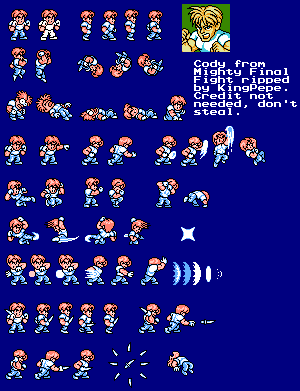 Cody from
Mighty Final
Fight ripped
by KingPepe.
Credit not
needed, don't
steal.